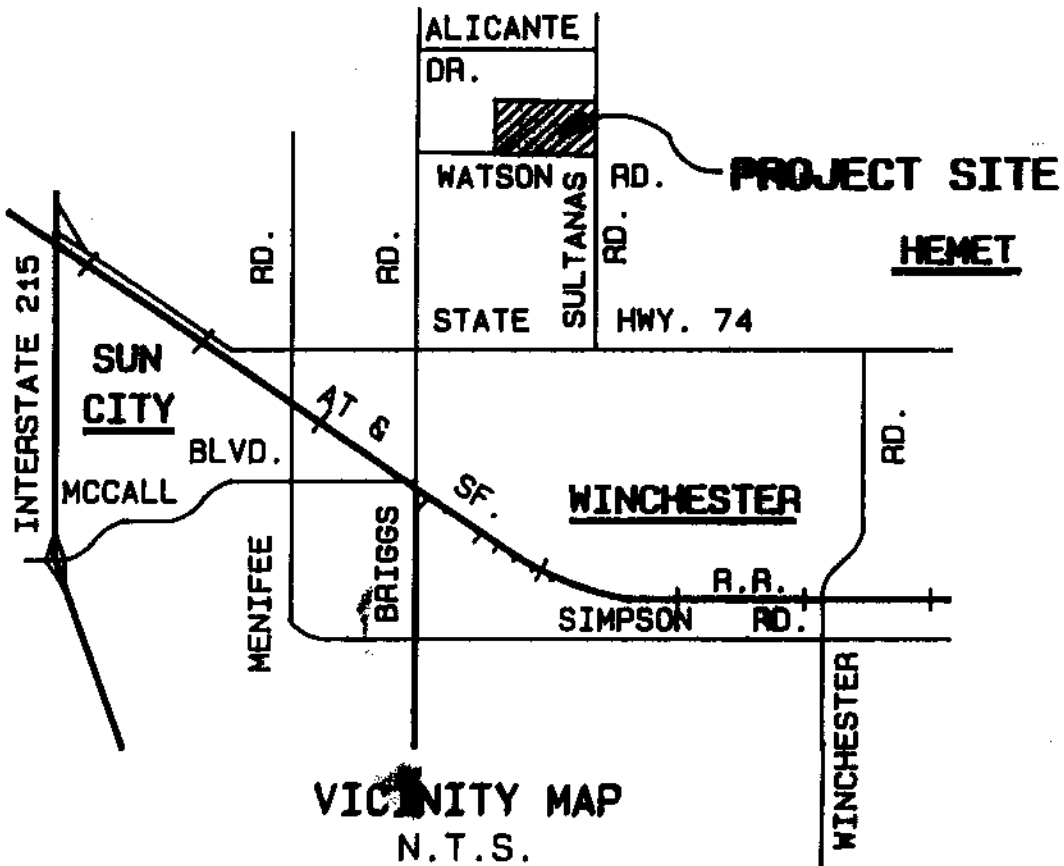 ALICANTE
DR.
WATSON RD.
PROJECT SITE
SULTANAS RD.
HEMET
RD.
RD.
INTERSTATE 215
STATE HWY. 74
SUN
CITY
AT & SF.
BLVD.
MCCALL
WINCHESTER
RD.
MENIFEE
BRIGGS
R.R.
SIMPSON RD.
WINCHESTER
VICINITY MAP
N.T.S.